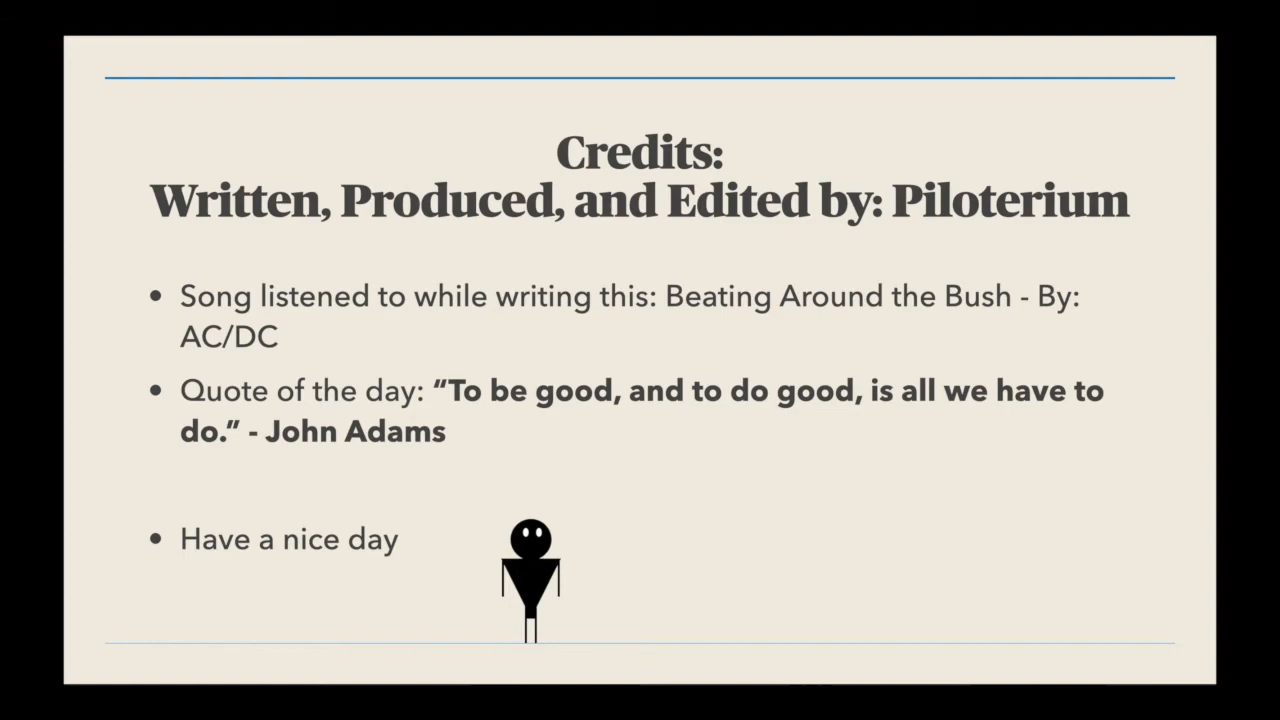 Credits:
Written, Produced, and Edited by: Piloterium
• Song listened to while writing this: Beating Around the Bush - By:
AC/DC
• Quote of the day: “To be good, and to do good, is all we have to
do.” - John Adams
• Have a nice day